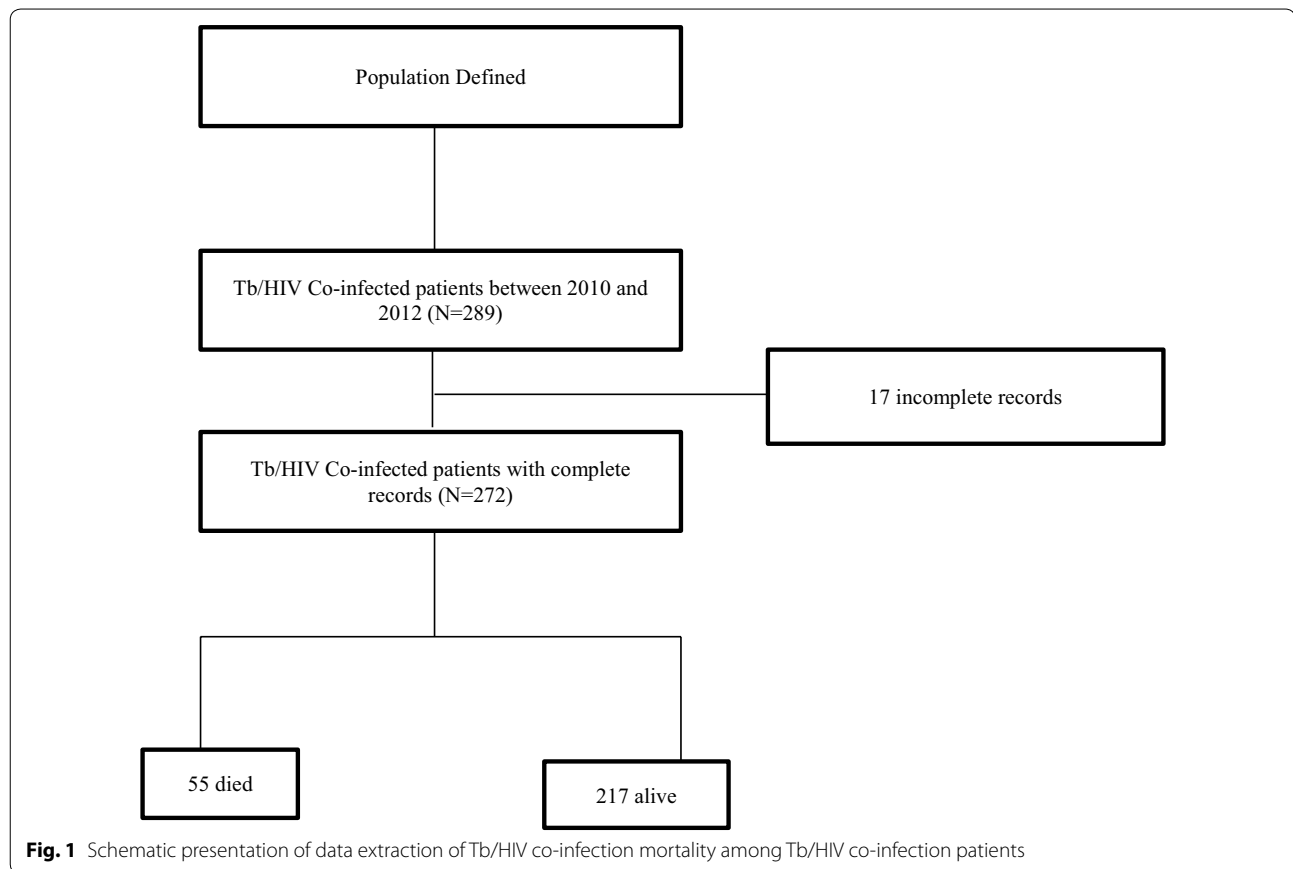 Population Defined
Tb/HIV Co-infected patients between 2010 and
2012 (N=289)
17 incomplete records
Tb/HIV Co-infected patients with complete
records (N=272)
55 died
217 alive
Fig. 1 Schematic presentation of data extraction of Tb/HIV co-infection mortality among Tb/HIV co-infection patients